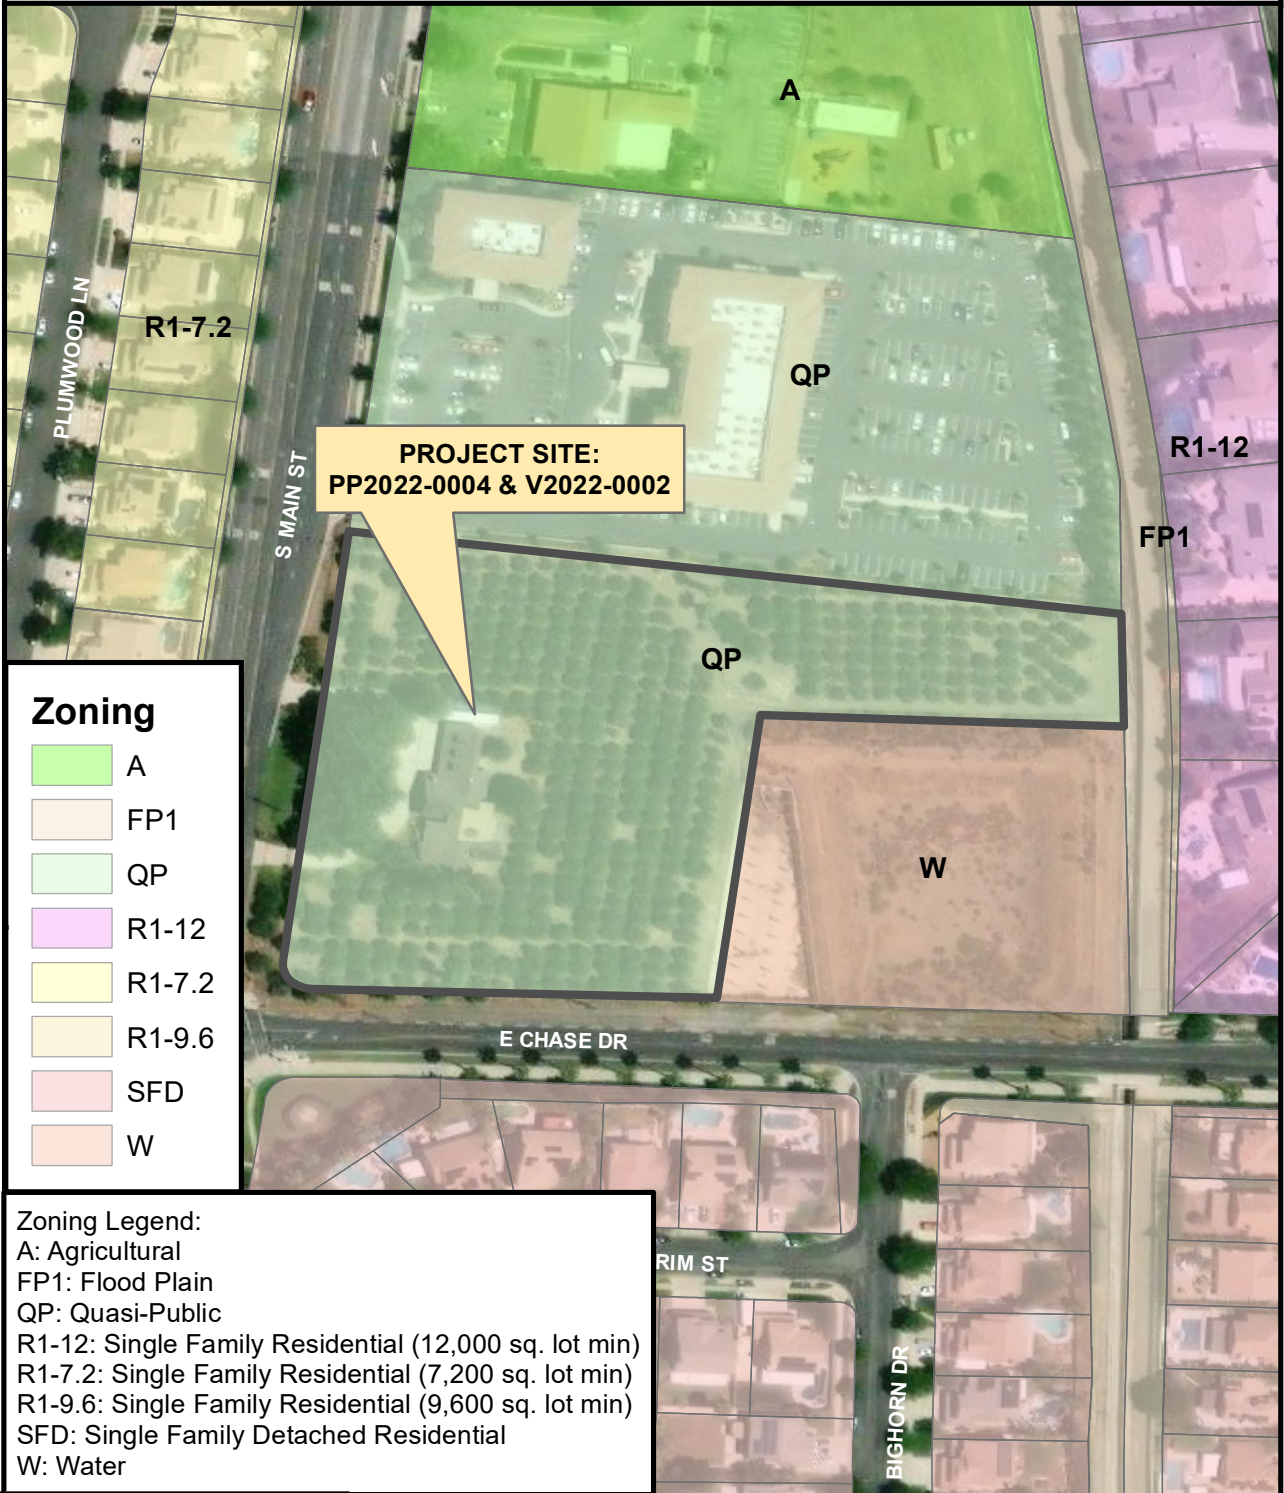 A
PLUMWOOD LN
R1-7.2
QP
R1-12
S MAIN ST
PROJECT SITE:
PP2022-0004 & V2022-0002
FP1
QP
Zoning
A
FP1
QP
R1-12
R1-7.2
R1-9.6
SFD
W
W
E CHASE DR
RIM ST
BIGHORN DR
Zoning Legend:
A: Agricultural
FP1: Flood Plain
QP: Quasi-Public
R1-12: Single Family Residential (12,000 sq. lot min)
R1-7.2: Single Family Residential (7,200 sq. lot min)
R1-9.6: Single Family Residential (9,600 sq. lot min)
SFD: Single Family Detached Residential
W: Water